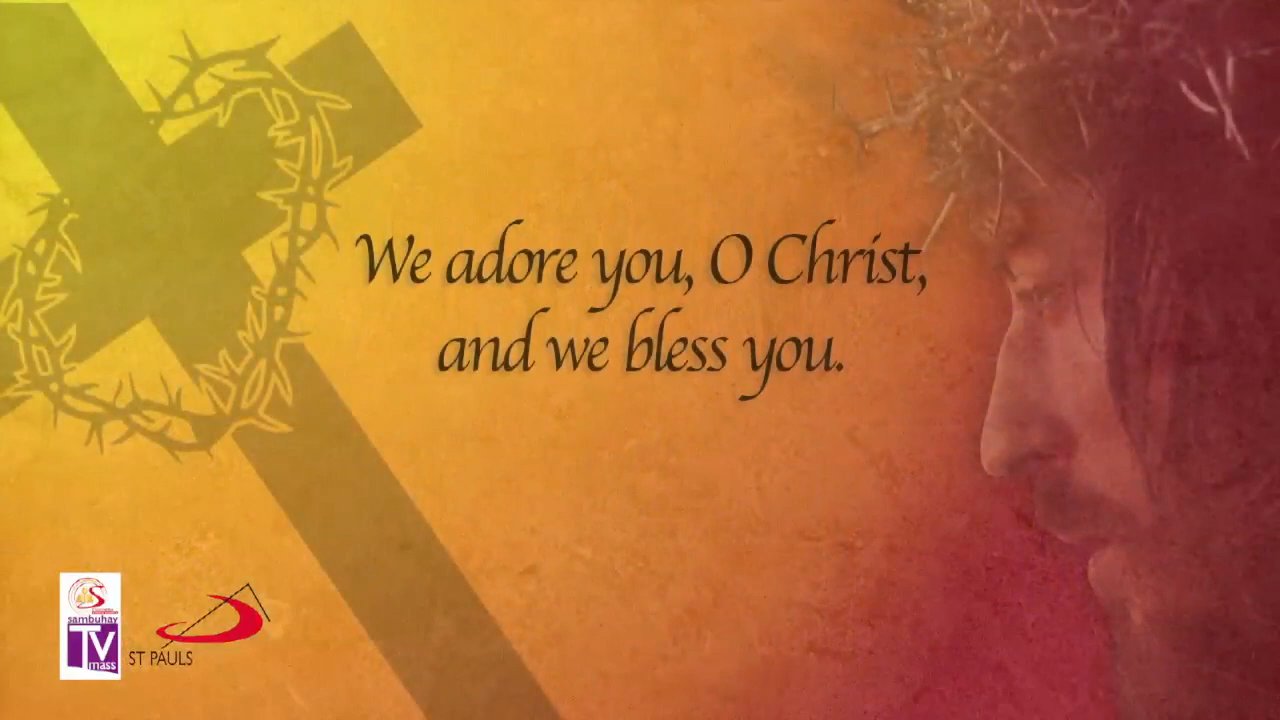 We adore you, O Christ,
and we bless you.
sambuhay
TV
mass
ST PAULS